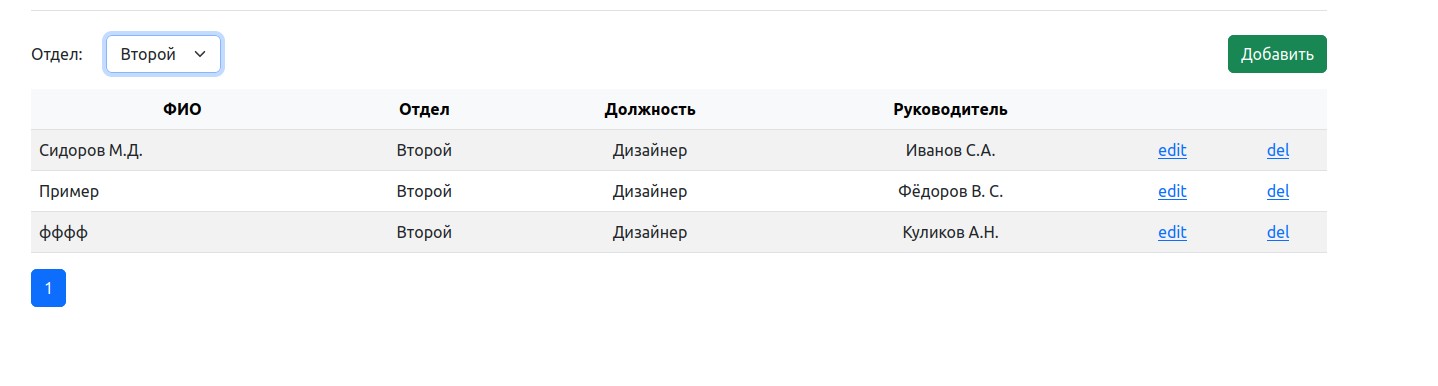 Отдел: Второй Добавить
ФИО Отдел Должность Руководитель
Сидоров М.Д. Второй Дизайнер Иванов С.А. edit del
Пример Второй Дизайнер Фёдоров В. С. edit del
фффф Второй Дизайнер Куликов А.Н. edit del
1